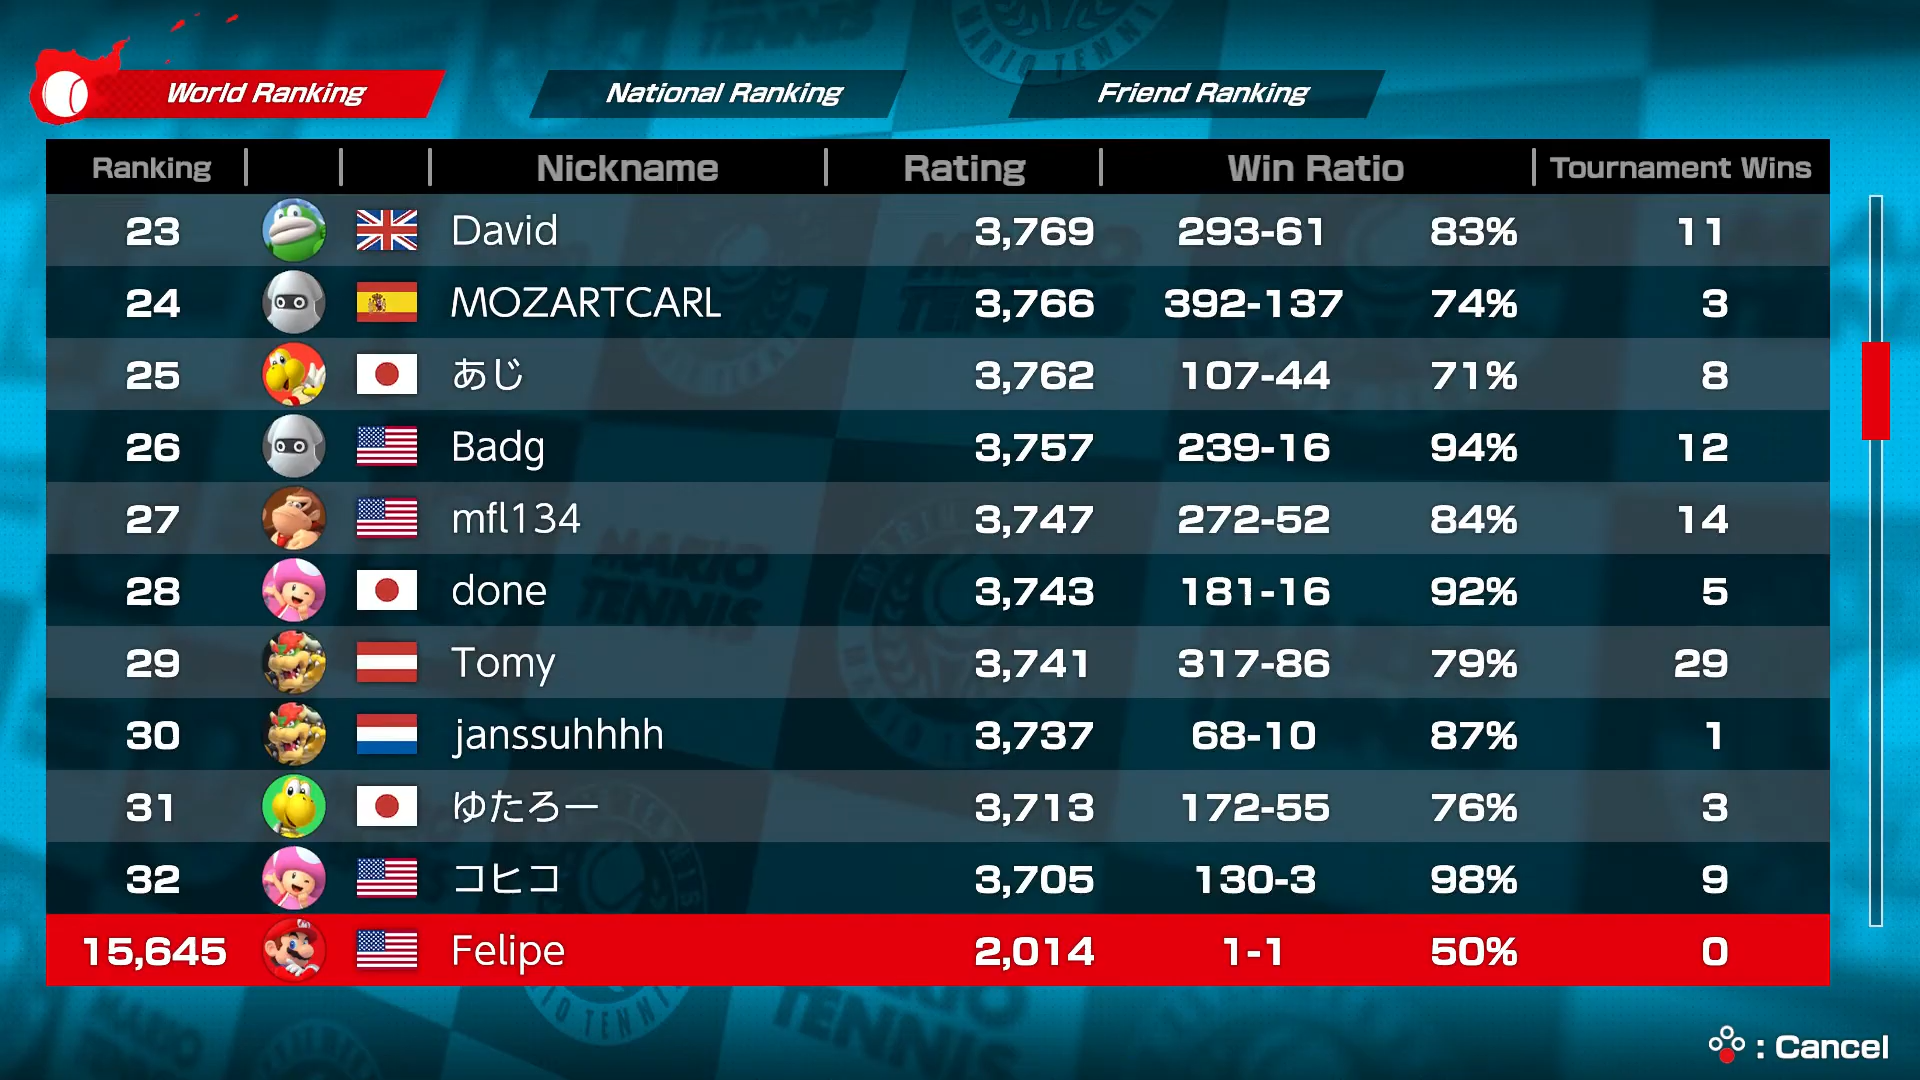 World Ranking National Ranking Friend Ranking
Ranking Nickname Rating Win Ratio Tournament Wins
23 David 3,769 293-61 83% 11
24 MOZARTCARL 3,766 392-137 74% 3
25 あじ 3,762 107-44 71% 8
26 Badg 3,757 239-16 94% 12
27 mfl134 3,747 272-52 84% 14
28 done 3,743 181-16 92% 5
29 Tomy 3,741 317-86 79% 29
30 janssuhhhh 3,737 68-10 87% 1
31 ゆたろー 3,713 172-55 76% 3
32 コヒコ 3,705 130-3 98% 9
15,645 Felipe 2,014 1-1 50% 0
: Cancel
MARIO TENNIS